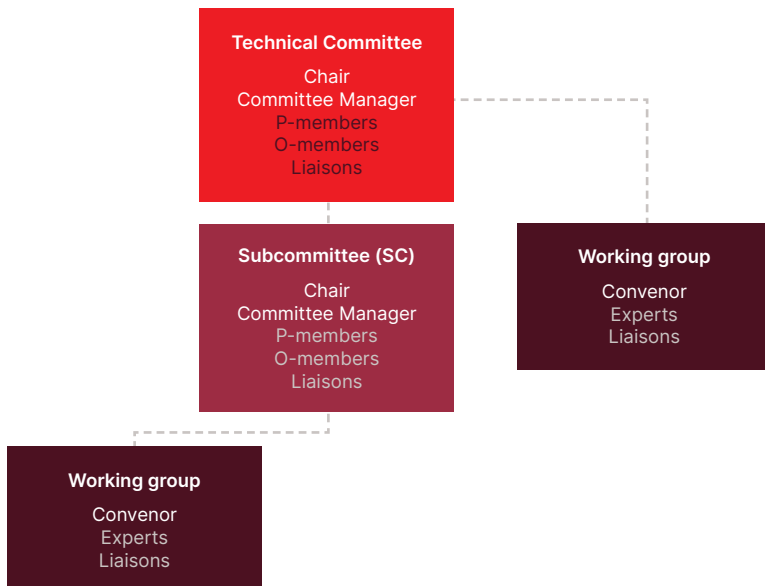 Technical Committee
Chair
Committee Manager
P-members
O-members
Liaisons
Subcommittee (SC)
Chair
Committee Manager
P-members
O-members
Liaisons
Working group
Convenor
Experts
Liaisons
Working group
Convenor
Experts
Liaisons